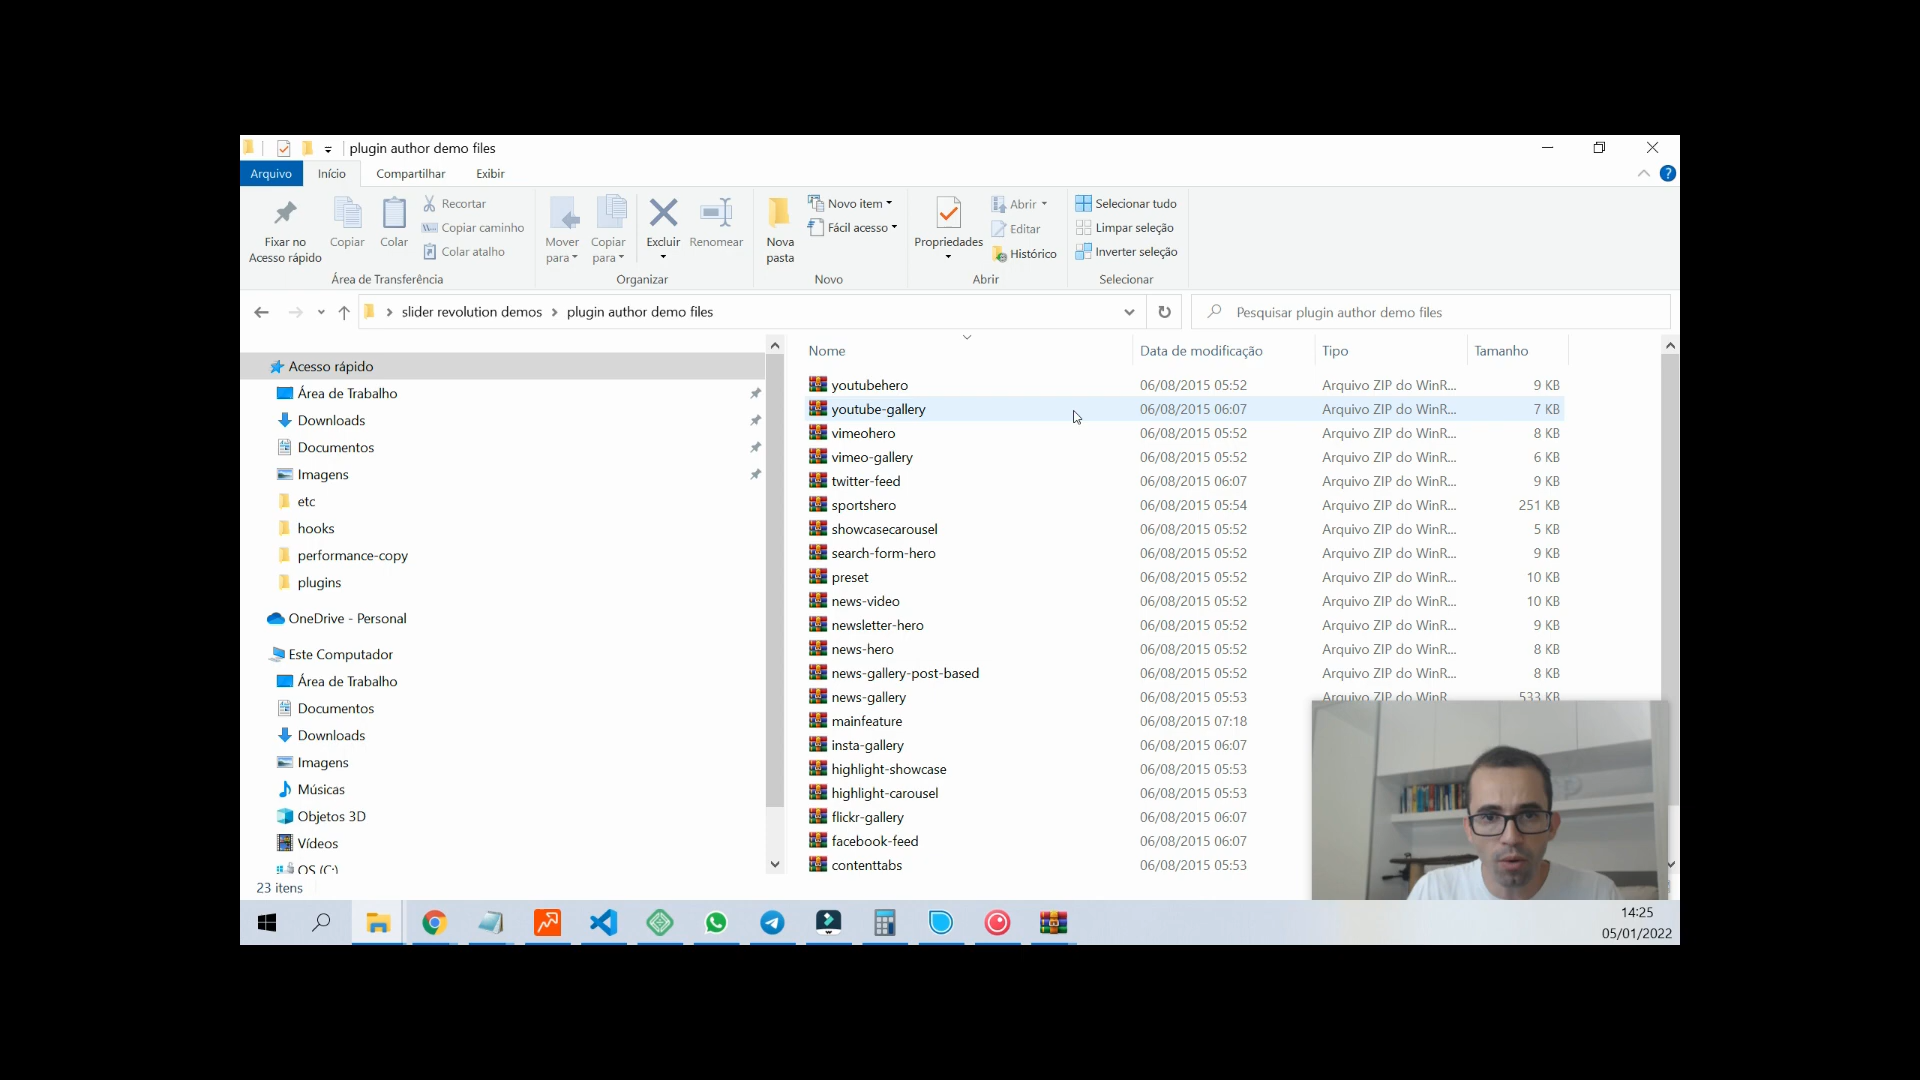 plugin author demo files
Arquivo Início Compartilhar Exibir
Fixar no Acesso rápido
Copiar
Colar
Recortar
Copiar caminho
Colar atalho
Área de Transferência
Mover para
Copiar para
Excluir
Renomear
Organizar
Nova pasta
Novo item
Fácil acesso
Novo
Propriedades
Abrir
Editar
Histórico
Abrir
Selecionar tudo
Limpar seleção
Inverter seleção
Selecionar
slider revolution demos > plugin author demo files
Pesquisar plugin author demo files
Acesso rápido
Área de Trabalho
Downloads
Documentos
Imagens
etc
hooks
performance-copy
plugins
OneDrive - Personal
Este Computador
Área de Trabalho
Documentos
Downloads
Imagens
Músicas
Objetos 3D
Vídeos
OS (C:)
Nome Data de modificação Tipo Tamanho
youtubehero 06/08/2015 05:52 Arquivo ZIP do WinR... 9 KB
youtube-gallery 06/08/2015 06:07 Arquivo ZIP do WinR... 7 KB
vimeohero 06/08/2015 05:52 Arquivo ZIP do WinR... 8 KB
vimeo-gallery 06/08/2015 05:52 Arquivo ZIP do WinR... 6 KB
twitter-feed 06/08/2015 06:07 Arquivo ZIP do WinR... 9 KB
sportshero 06/08/2015 05:54 Arquivo ZIP do WinR... 251 KB
showcasecarousel 06/08/2015 05:52 Arquivo ZIP do WinR... 5 KB
search-form-hero 06/08/2015 05:52 Arquivo ZIP do WinR... 9 KB
preset 06/08/2015 05:52 Arquivo ZIP do WinR... 10 KB
news-video 06/08/2015 05:52 Arquivo ZIP do WinR... 10 KB
newsletter-hero 06/08/2015 05:52 Arquivo ZIP do WinR... 9 KB
news-hero 06/08/2015 05:52 Arquivo ZIP do WinR... 8 KB
news-gallery-post-based 06/08/2015 05:52 Arquivo ZIP do WinR... 8 KB
news-gallery 06/08/2015 05:53 Arquivo ZIP do WinR... 533 KB
mainfeature 06/08/2015 07:18
insta-gallery 06/08/2015 06:07
highlight-showcase 06/08/2015 05:53
highlight-carousel 06/08/2015 05:53
flickr-gallery 06/08/2015 06:07
facebook-feed 06/08/2015 06:07
contenttabs 06/08/2015 05:53
23 itens
14:25
05/01/2022